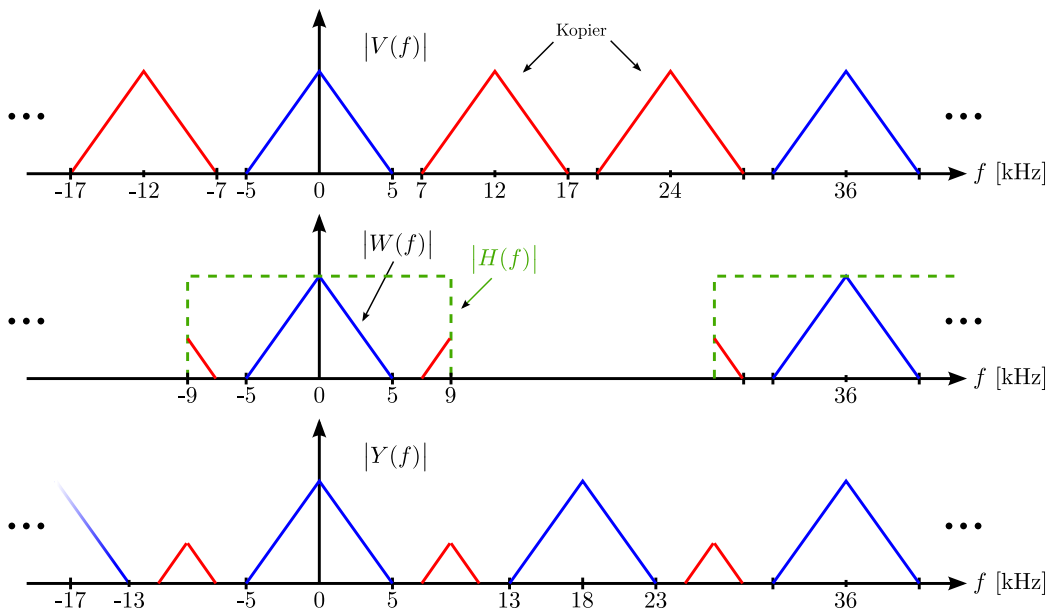 |V(f)|
Kopier
-17 -12 -7 -5 0 5 7 12 17 24 36 f [kHz]
|W(f)|
|H(f)|
-9 -5 0 5 9 36 f [kHz]
|Y(f)|
-17 -13 -5 0 5 13 18 23 36 f [kHz]